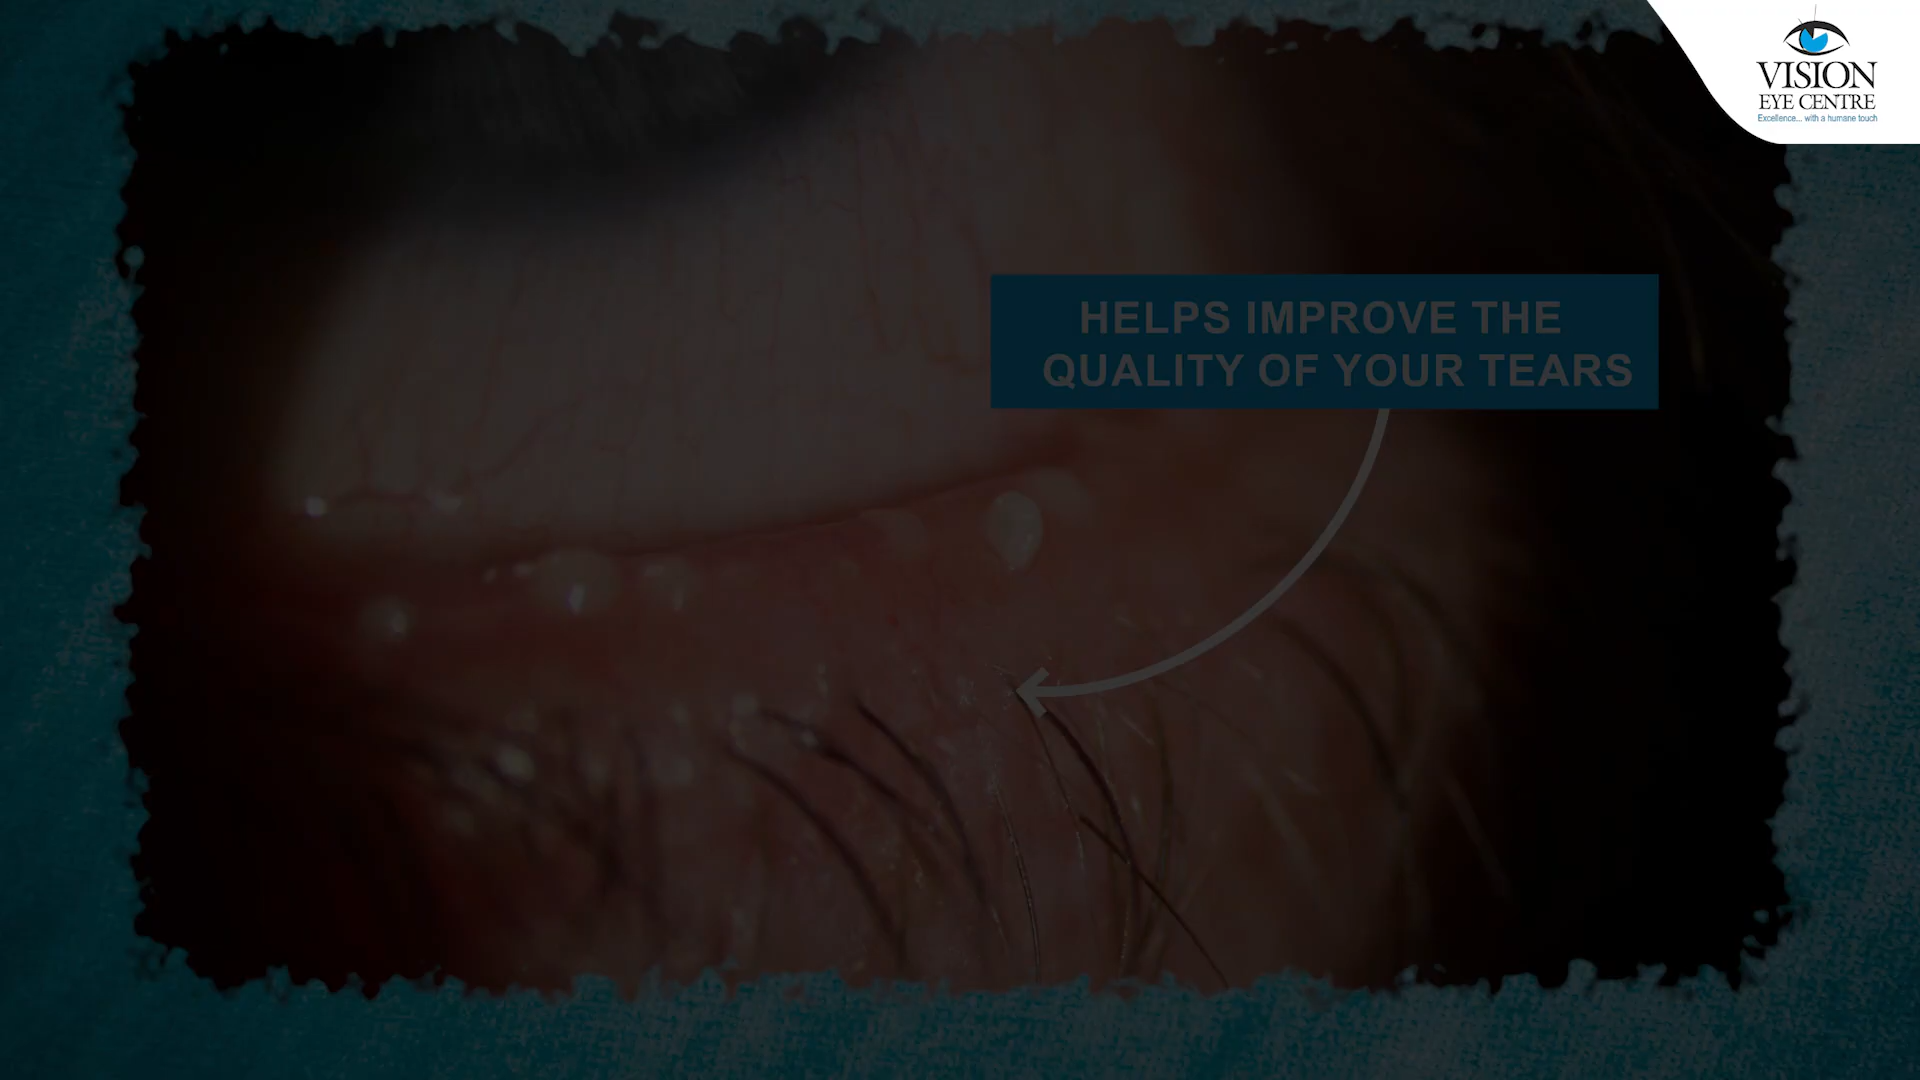 VISION
EYE CENTRE
Excellence... with a humane touch
HELPS IMPROVE THE
QUALITY OF YOUR TEARS